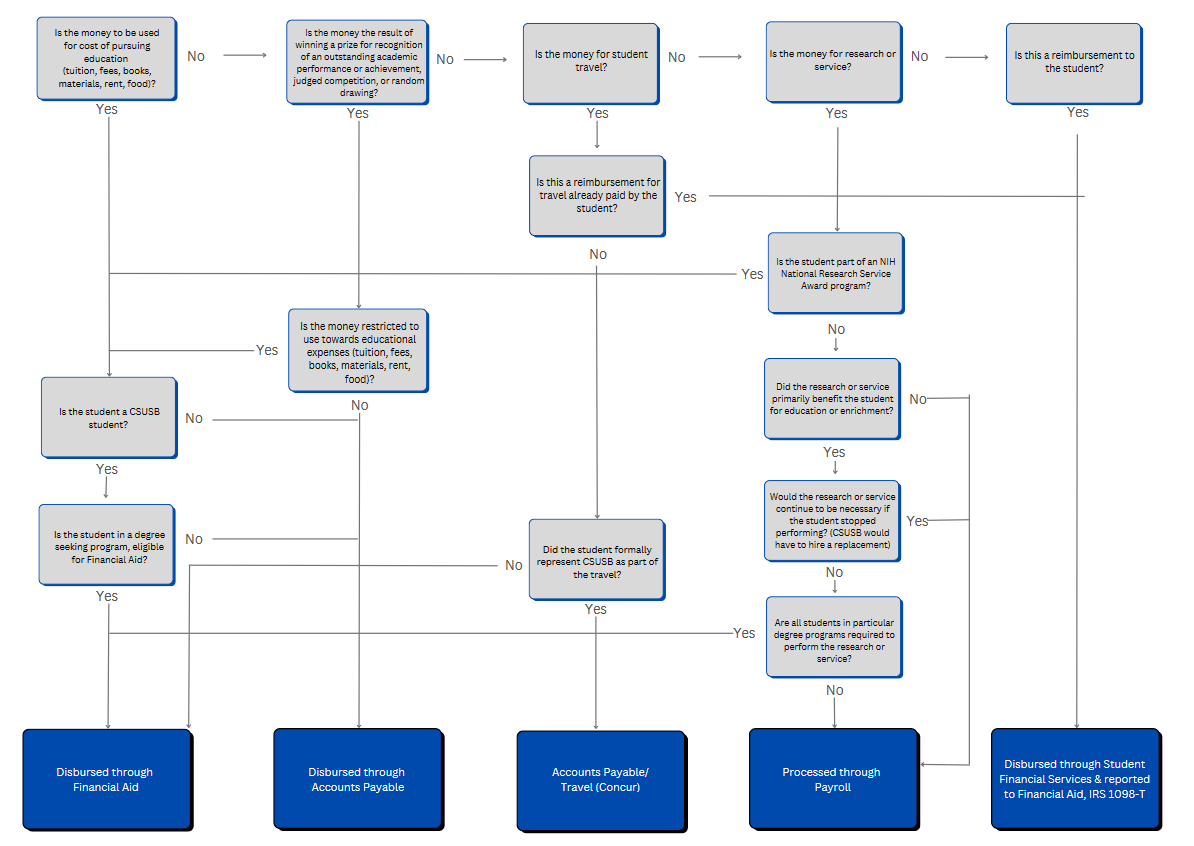 Is the money to be used
for cost of pursuing
education
(tuition, fees, books,
materials, rent, food)?
No
Is the money the result of
winning a prize for recognition
of an outstanding academic
performance or achievement,
judged competition, or random
drawing?
No
Is the money for student
travel?
No
Is the money for research or
service?
No
Is this a reimbursement to
the student?
Yes
Yes
Yes
Yes
Yes
Is this a reimbursement for
travel already paid by the
student?
Yes
No
Is the student part of an NIH
National Research Service
Award program?
Yes
No
Is the money restricted to
use towards educational
expenses (tuition, fees,
books, materials, rent,
food)?
Yes
No
Did the research or service
primarily benefit the student
for education or enrichment?
No
Yes
Is the student a CSUSB
student?
No
Yes
Would the research or service
continue to be necessary if
the student stopped
performing? (CSUSB would
have to hire a replacement)
Yes
No
Is the student in a degree
seeking program, eligible
for Financial Aid?
No
Yes
Did the student formally
represent CSUSB as part of
the travel?
No
Yes
Are all students in particular
degree programs required to
perform the research or
service?
Yes
No
Disbursed through
Financial Aid
Disbursed through
Accounts Payable
Accounts Payable/
Travel (Concur)
Processed through
Payroll
Disbursed through Student
Financial Services & reported
to Financial Aid, IRS 1098-T